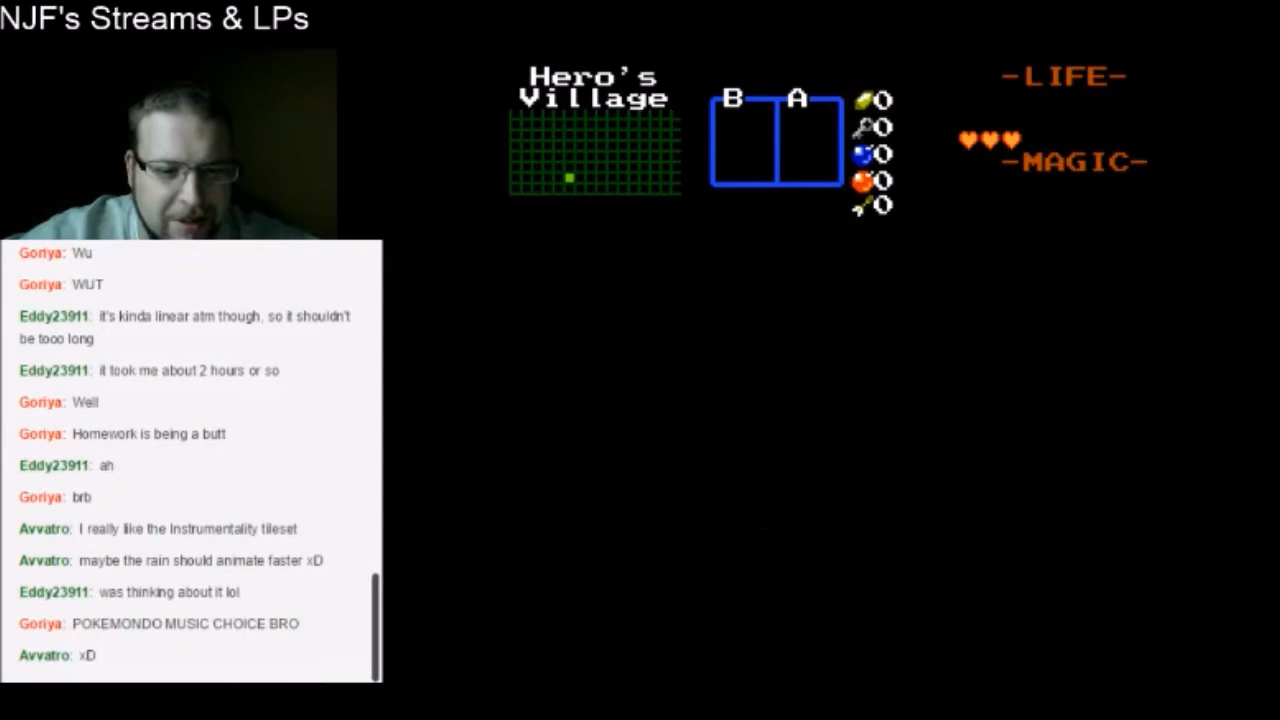 NJF's Streams & LPs
Hero's
Village
B A
0
0
0
0
0
-LIFE-
-MAGIC-
Goriya: Wu
Goriya: WUT
Eddy23911: it's kinda linear atm though, so it shouldn't
be tooo long
Eddy23911: it took me about 2 hours or so
Goriya: Well
Goriya: Homework is being a butt
Eddy23911: ah
Goriya: brb
Avvatro: I really like the Instrumentality tileset
Avvatro: maybe the rain should animate faster xD
Eddy23911: was thinking about it lol
Goriya: POKEMONDO MUSIC CHOICE BRO
Avvatro: xD